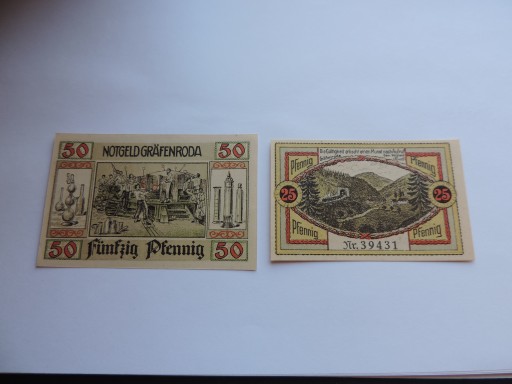 50 NOTGELD GRÄFENRODA 50
50 Fünfzig Pfennig 50
Pfennig Pfennig
25 25
Pfennig Pfennig
Nr. 39431